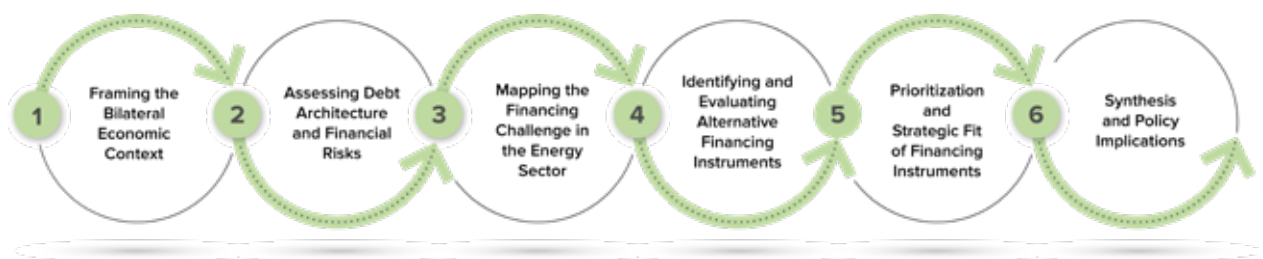 1
Framing the
Bilateral
Economic
Context
2
Assessing Debt
Architecture
and Financial
Risks
3
Mapping the
Financing
Challenge in
the Energy
Sector
4
Identifying and
Evaluating
Alternative
Financing
Instruments
5
Prioritization
and
Strategic Fit
of Financing
Instruments
6
Synthesis
and Policy
Implications